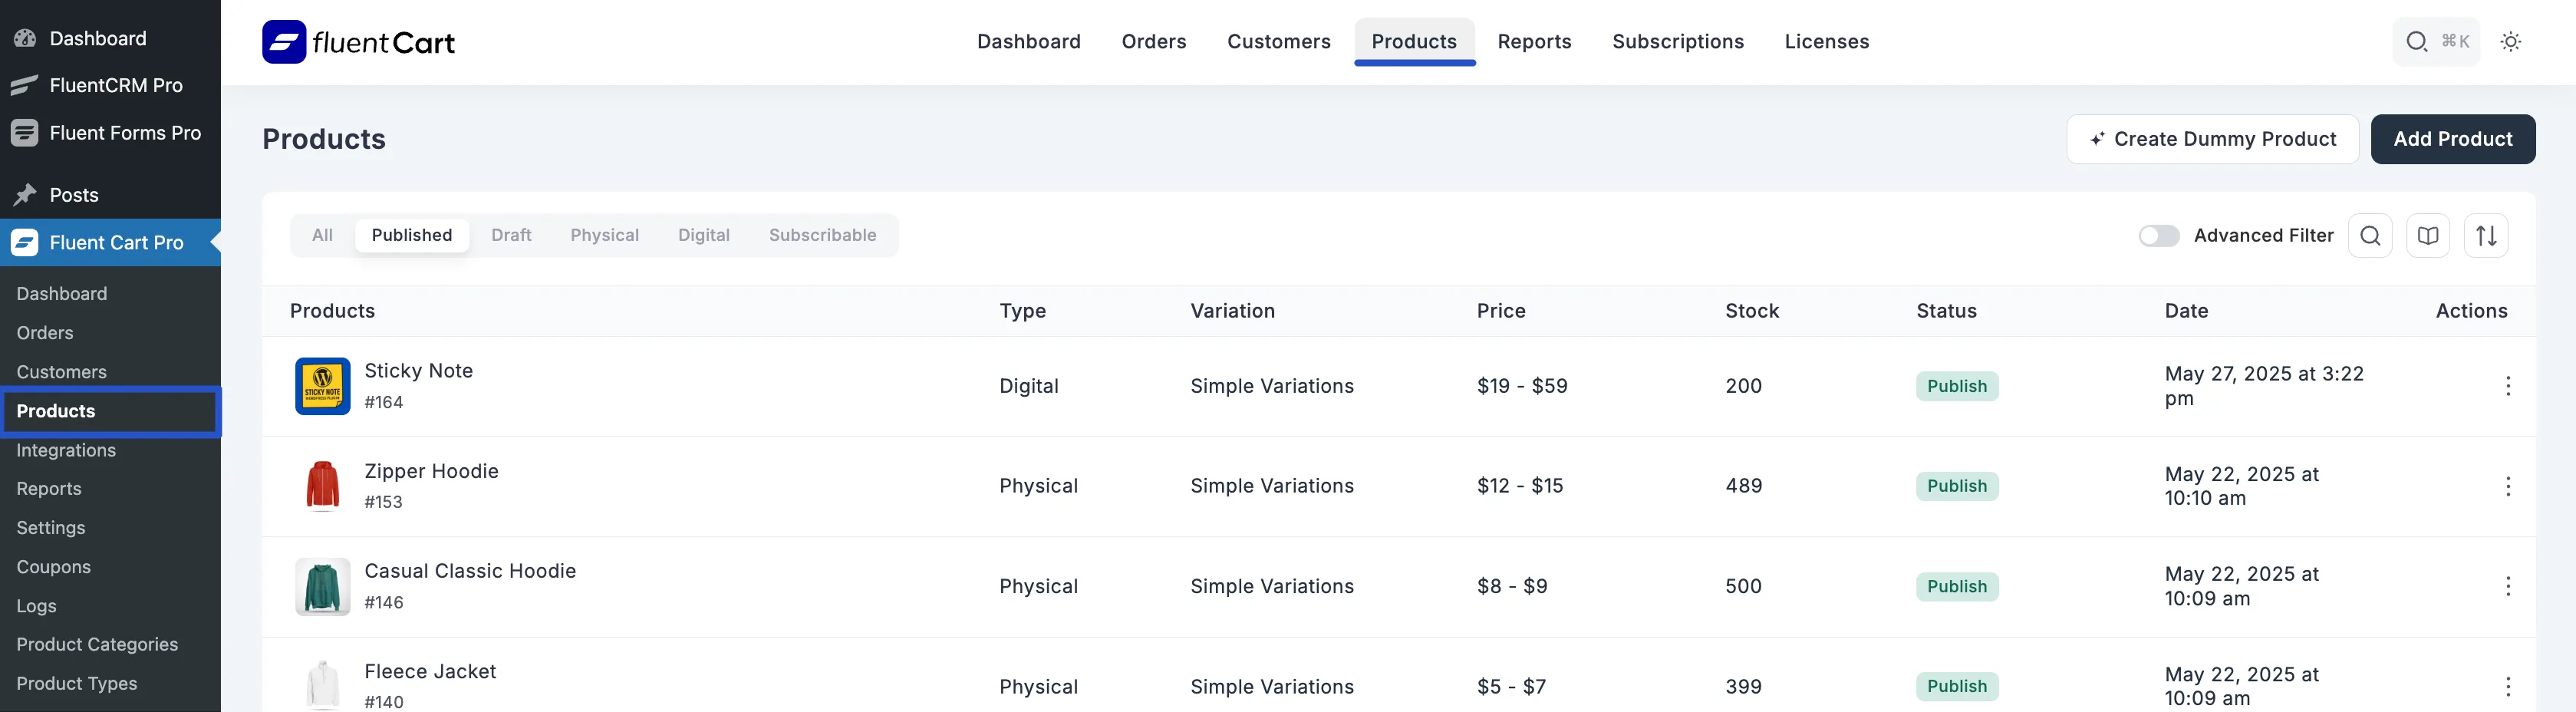 Dashboard
FluentCRM Pro
Fluent Forms Pro
Posts
Fluent Cart Pro
Dashboard
Orders
Customers
Products
Integrations
Reports
Settings
Coupons
Logs
Product Categories
Product Types
fluentCart
Dashboard Orders Customers Products Reports Subscriptions Licenses
⌘K
Products
Create Dummy Product
Add Product
All Published Draft Physical Digital Subscribable
Advanced Filter
Products Type Variation Price Stock Status Date Actions
STICKY NOTE
Sticky Note
#164
Digital Simple Variations $19 - $59 200 Publish
May 27, 2025 at 3:22
pm
Zipper Hoodie
#153
Physical Simple Variations $12 - $15 489 Publish
May 22, 2025 at
10:10 am
Casual Classic Hoodie
#146
Physical Simple Variations $8 - $9 500 Publish
May 22, 2025 at
10:09 am
Fleece Jacket
#140
Physical Simple Variations $5 - $7 399 Publish
May 22, 2025 at
10:09 am